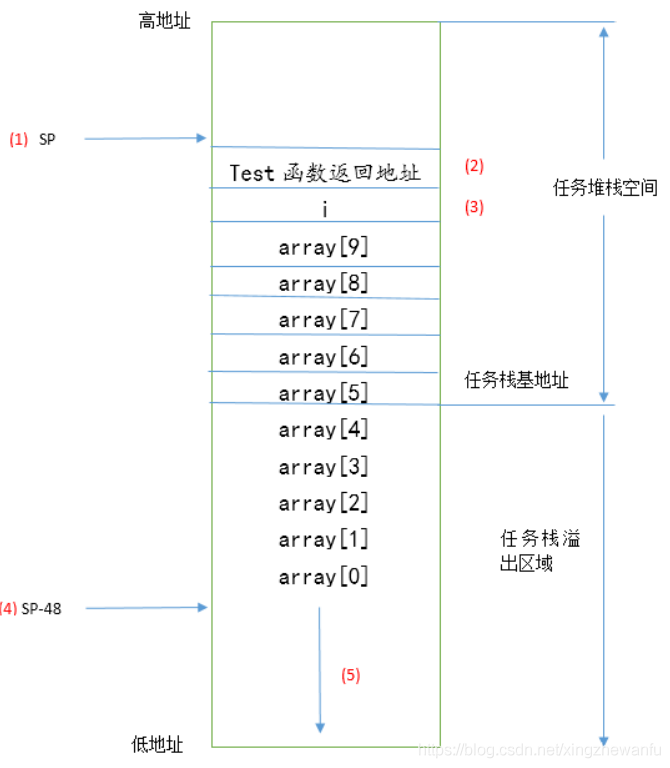 高地址
(1) SP
Test 函数返回地址
(2)
任务堆栈空间
i
(3)
array[9]
array[8]
array[7]
array[6]
任务栈基地址
array[5]
array[4]
array[3]
array[2]
array[1]
任务栈溢
出区域
array[0]
(4) SP-48
(5)
低地址
https://blog.csdn.net/xingzhewanfu